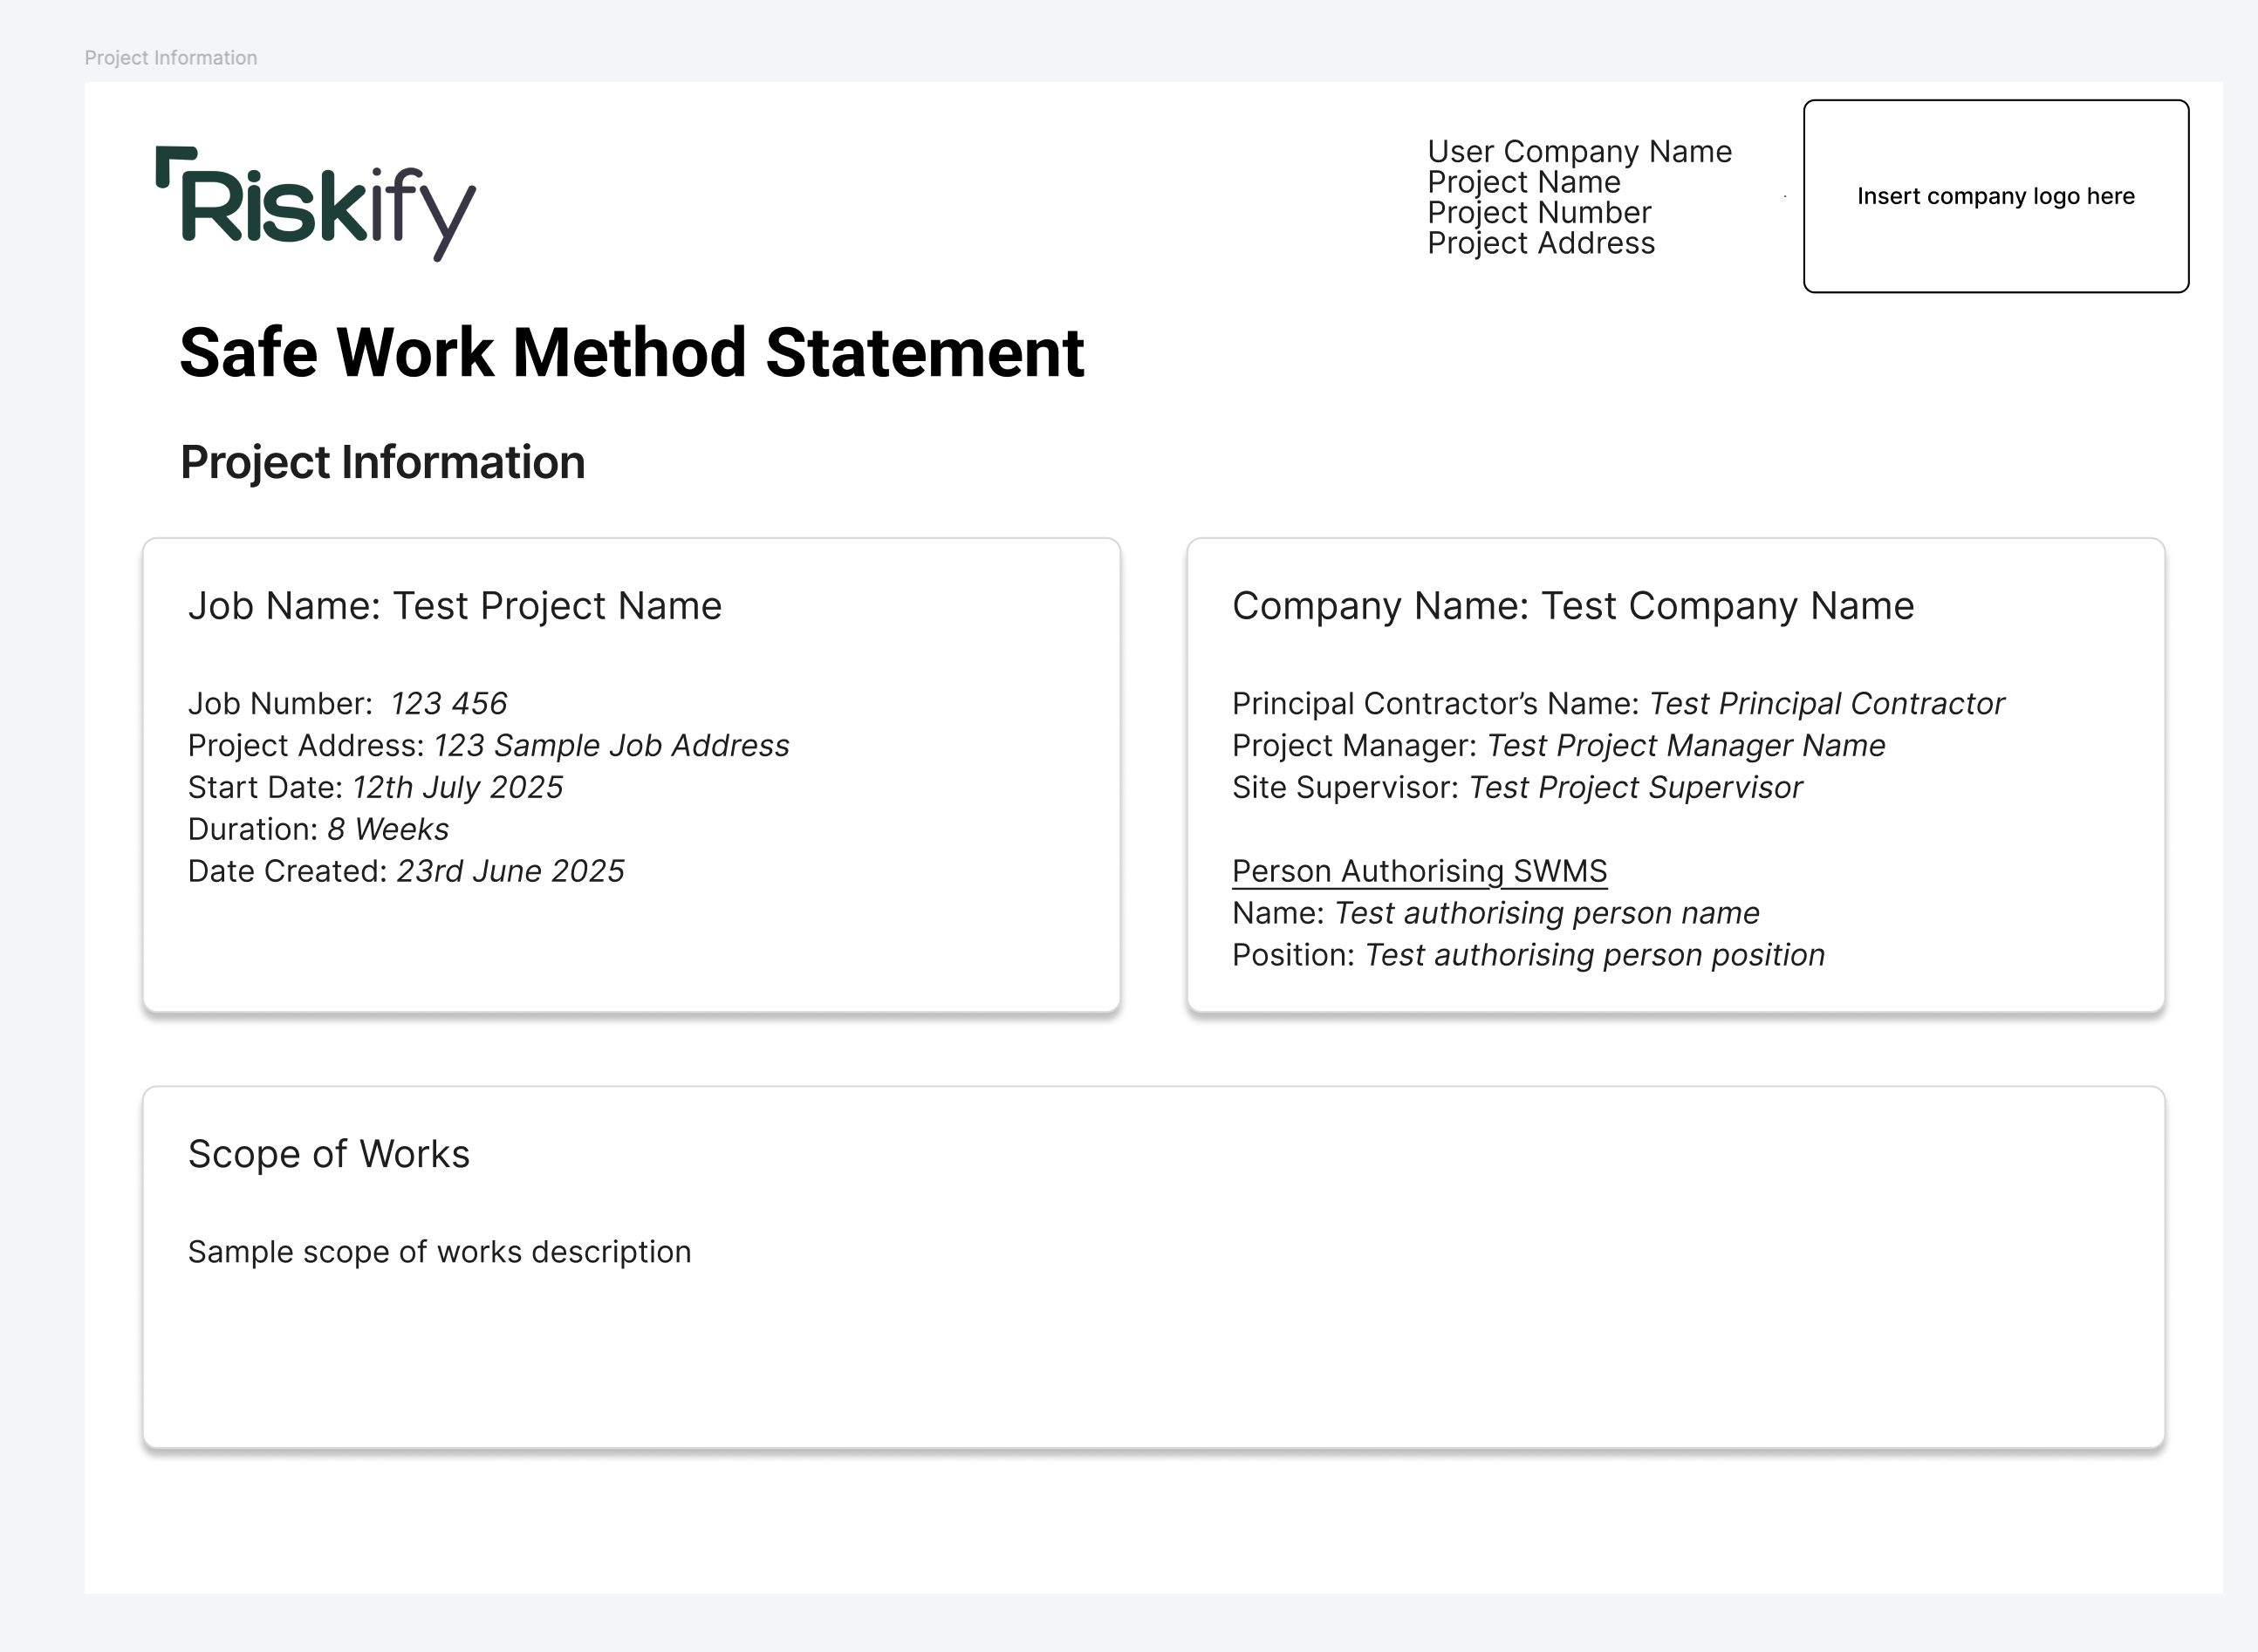 Project Information
Riskify
User Company Name
Project Name
Project Number
Project Address
Insert company logo here
Safe Work Method Statement
Project Information
Job Name: Test Project Name
Job Number: 123 456
Project Address: 123 Sample Job Address
Start Date: 12th July 2025
Duration: 8 Weeks
Date Created: 23rd June 2025
Company Name: Test Company Name
Principal Contractor’s Name: Test Principal Contractor
Project Manager: Test Project Manager Name
Site Supervisor: Test Project Supervisor
Person Authorising SWMS
Name: Test authorising person name
Position: Test authorising person position
Scope of Works
Sample scope of works description